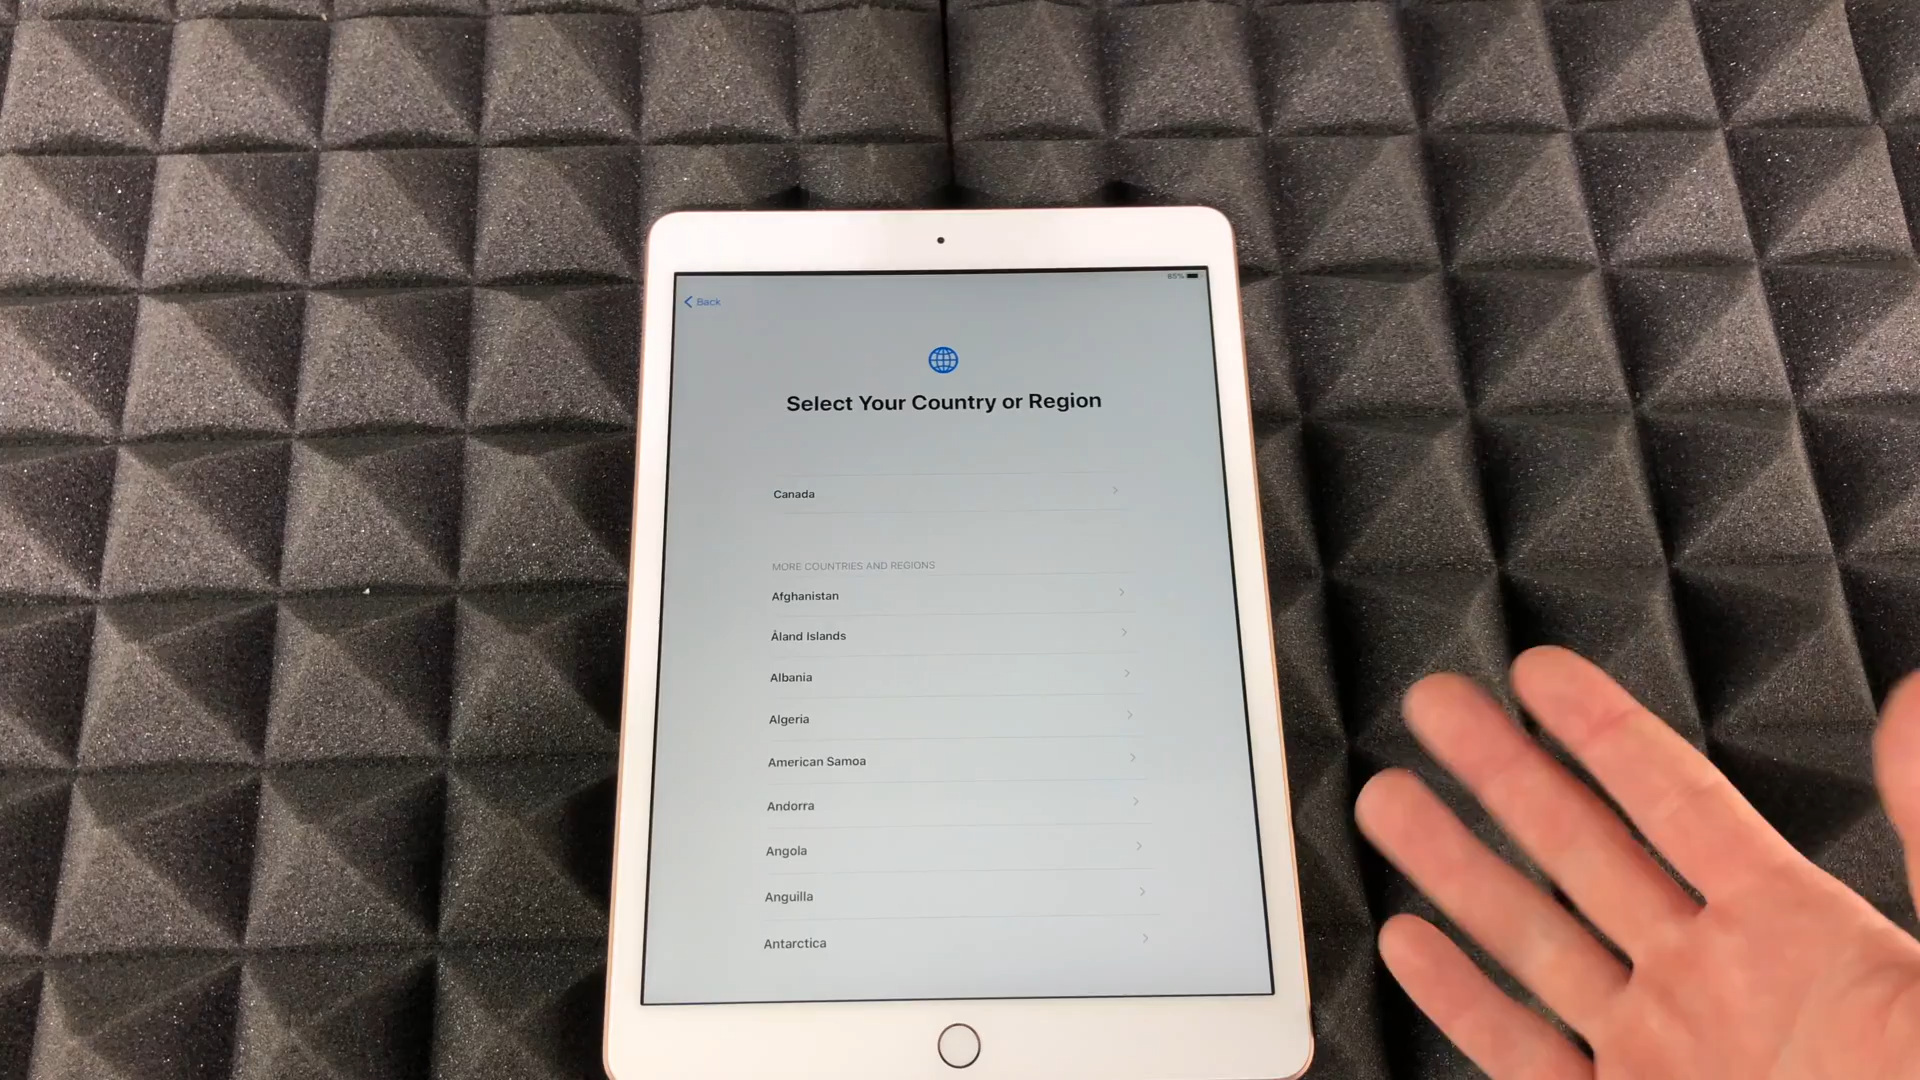 85%
Back
Select Your Country or Region
Canada
MORE COUNTRIES AND REGIONS
Afghanistan
Åland Islands
Albania
Algeria
American Samoa
Andorra
Angola
Anguilla
Antarctica